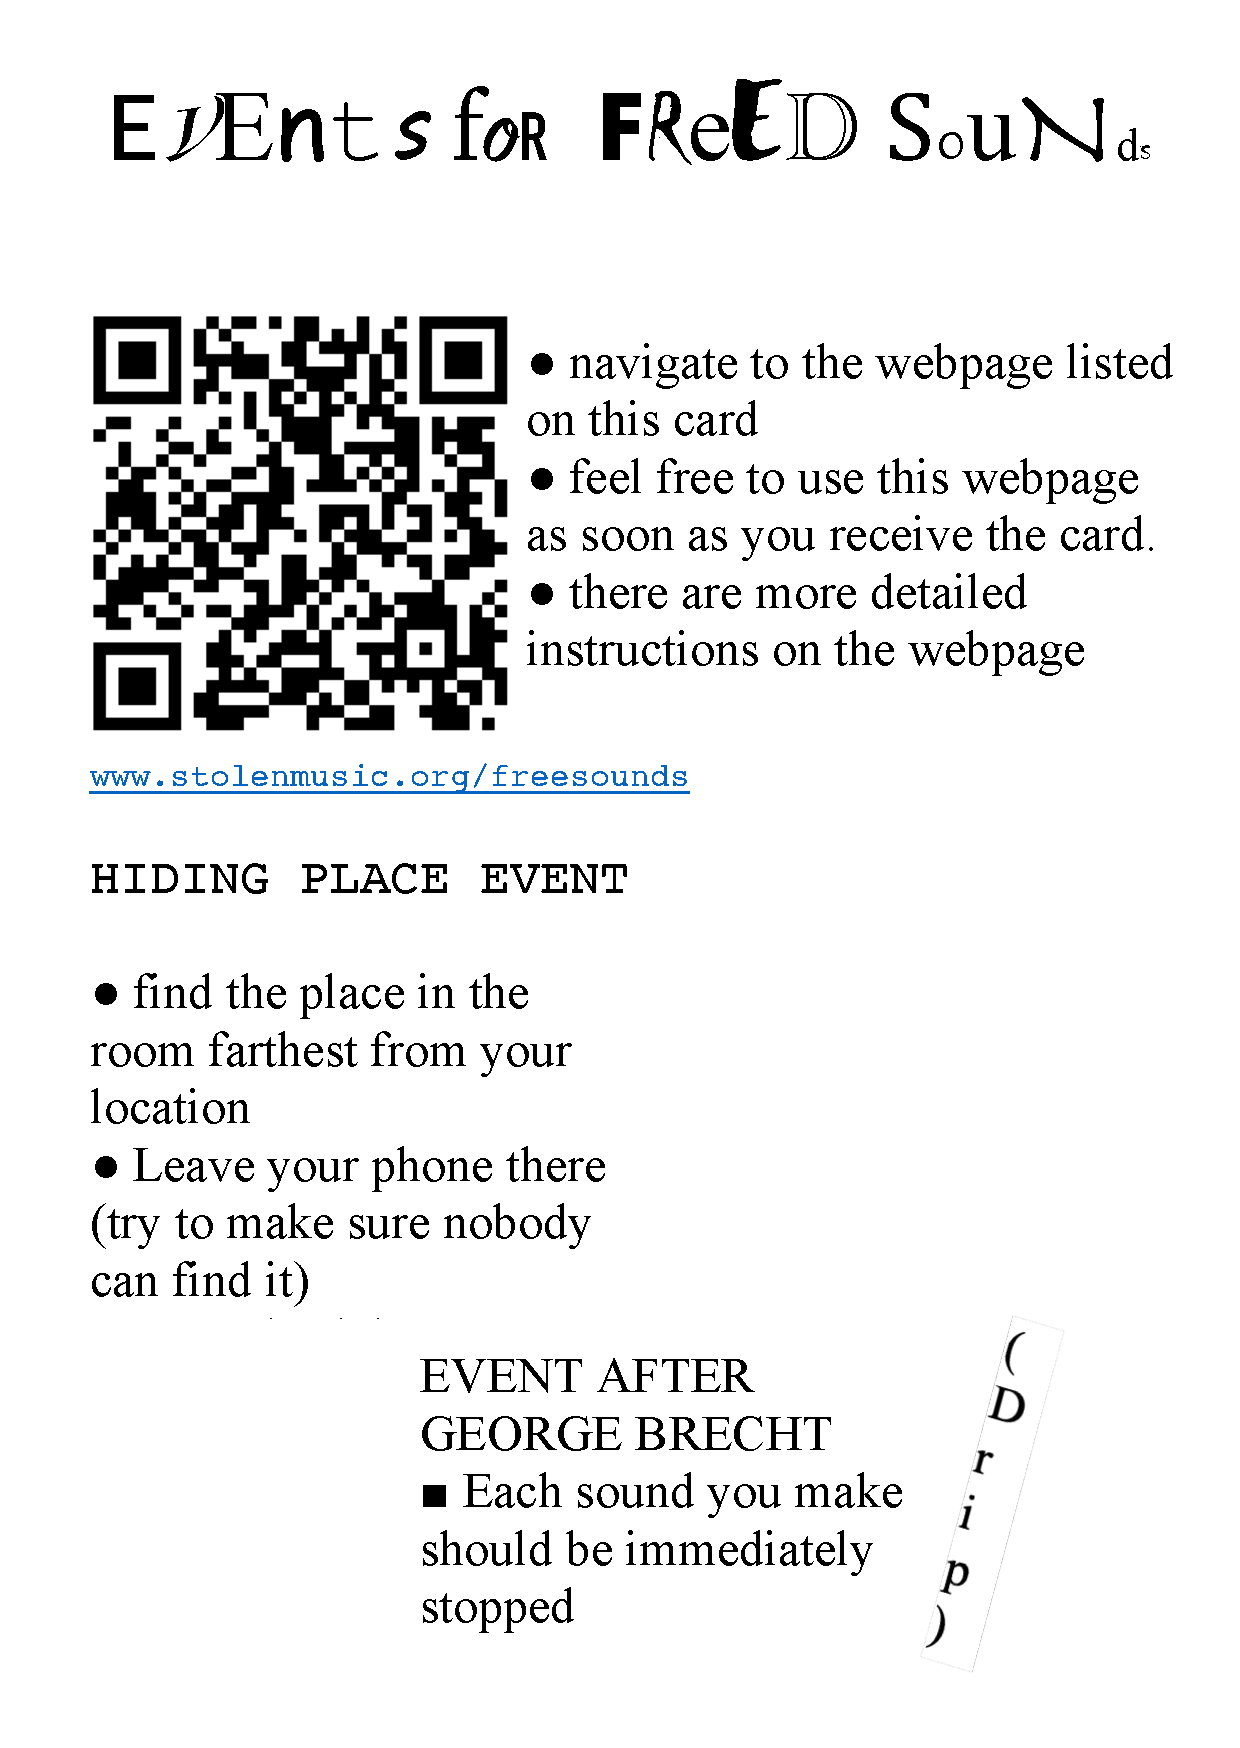 EVEntS foR FReED SouNds
● navigate to the webpage listed
on this card
● feel free to use this webpage
as soon as you receive the card.
● there are more detailed
instructions on the webpage
www.stolenmusic.org/freesounds
HIDING PLACE EVENT
● find the place in the
room farthest from your
location
● Leave your phone there
(try to make sure nobody
can find it)
EVENT AFTER
GEORGE BRECHT
■ Each sound you make
should be immediately
stopped
(Drip)